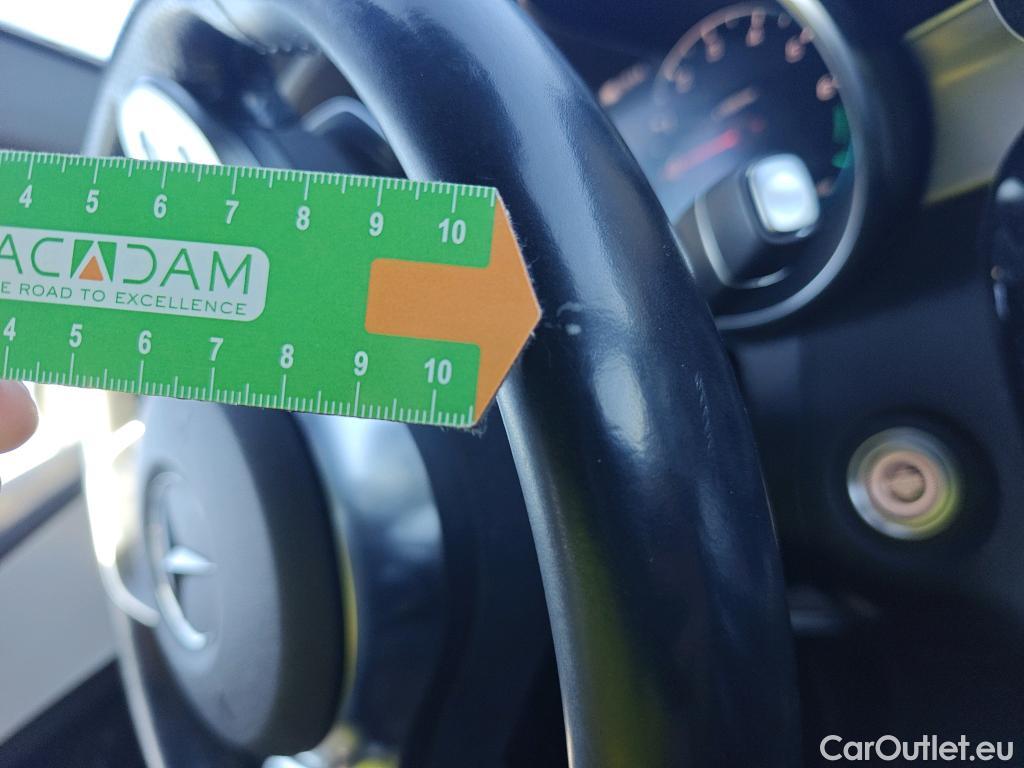 4 5 6 7 8 9 10
ACADAM
E ROAD TO EXCELLENCE
4 5 6 7 8 9 10
CarOutlet.eu